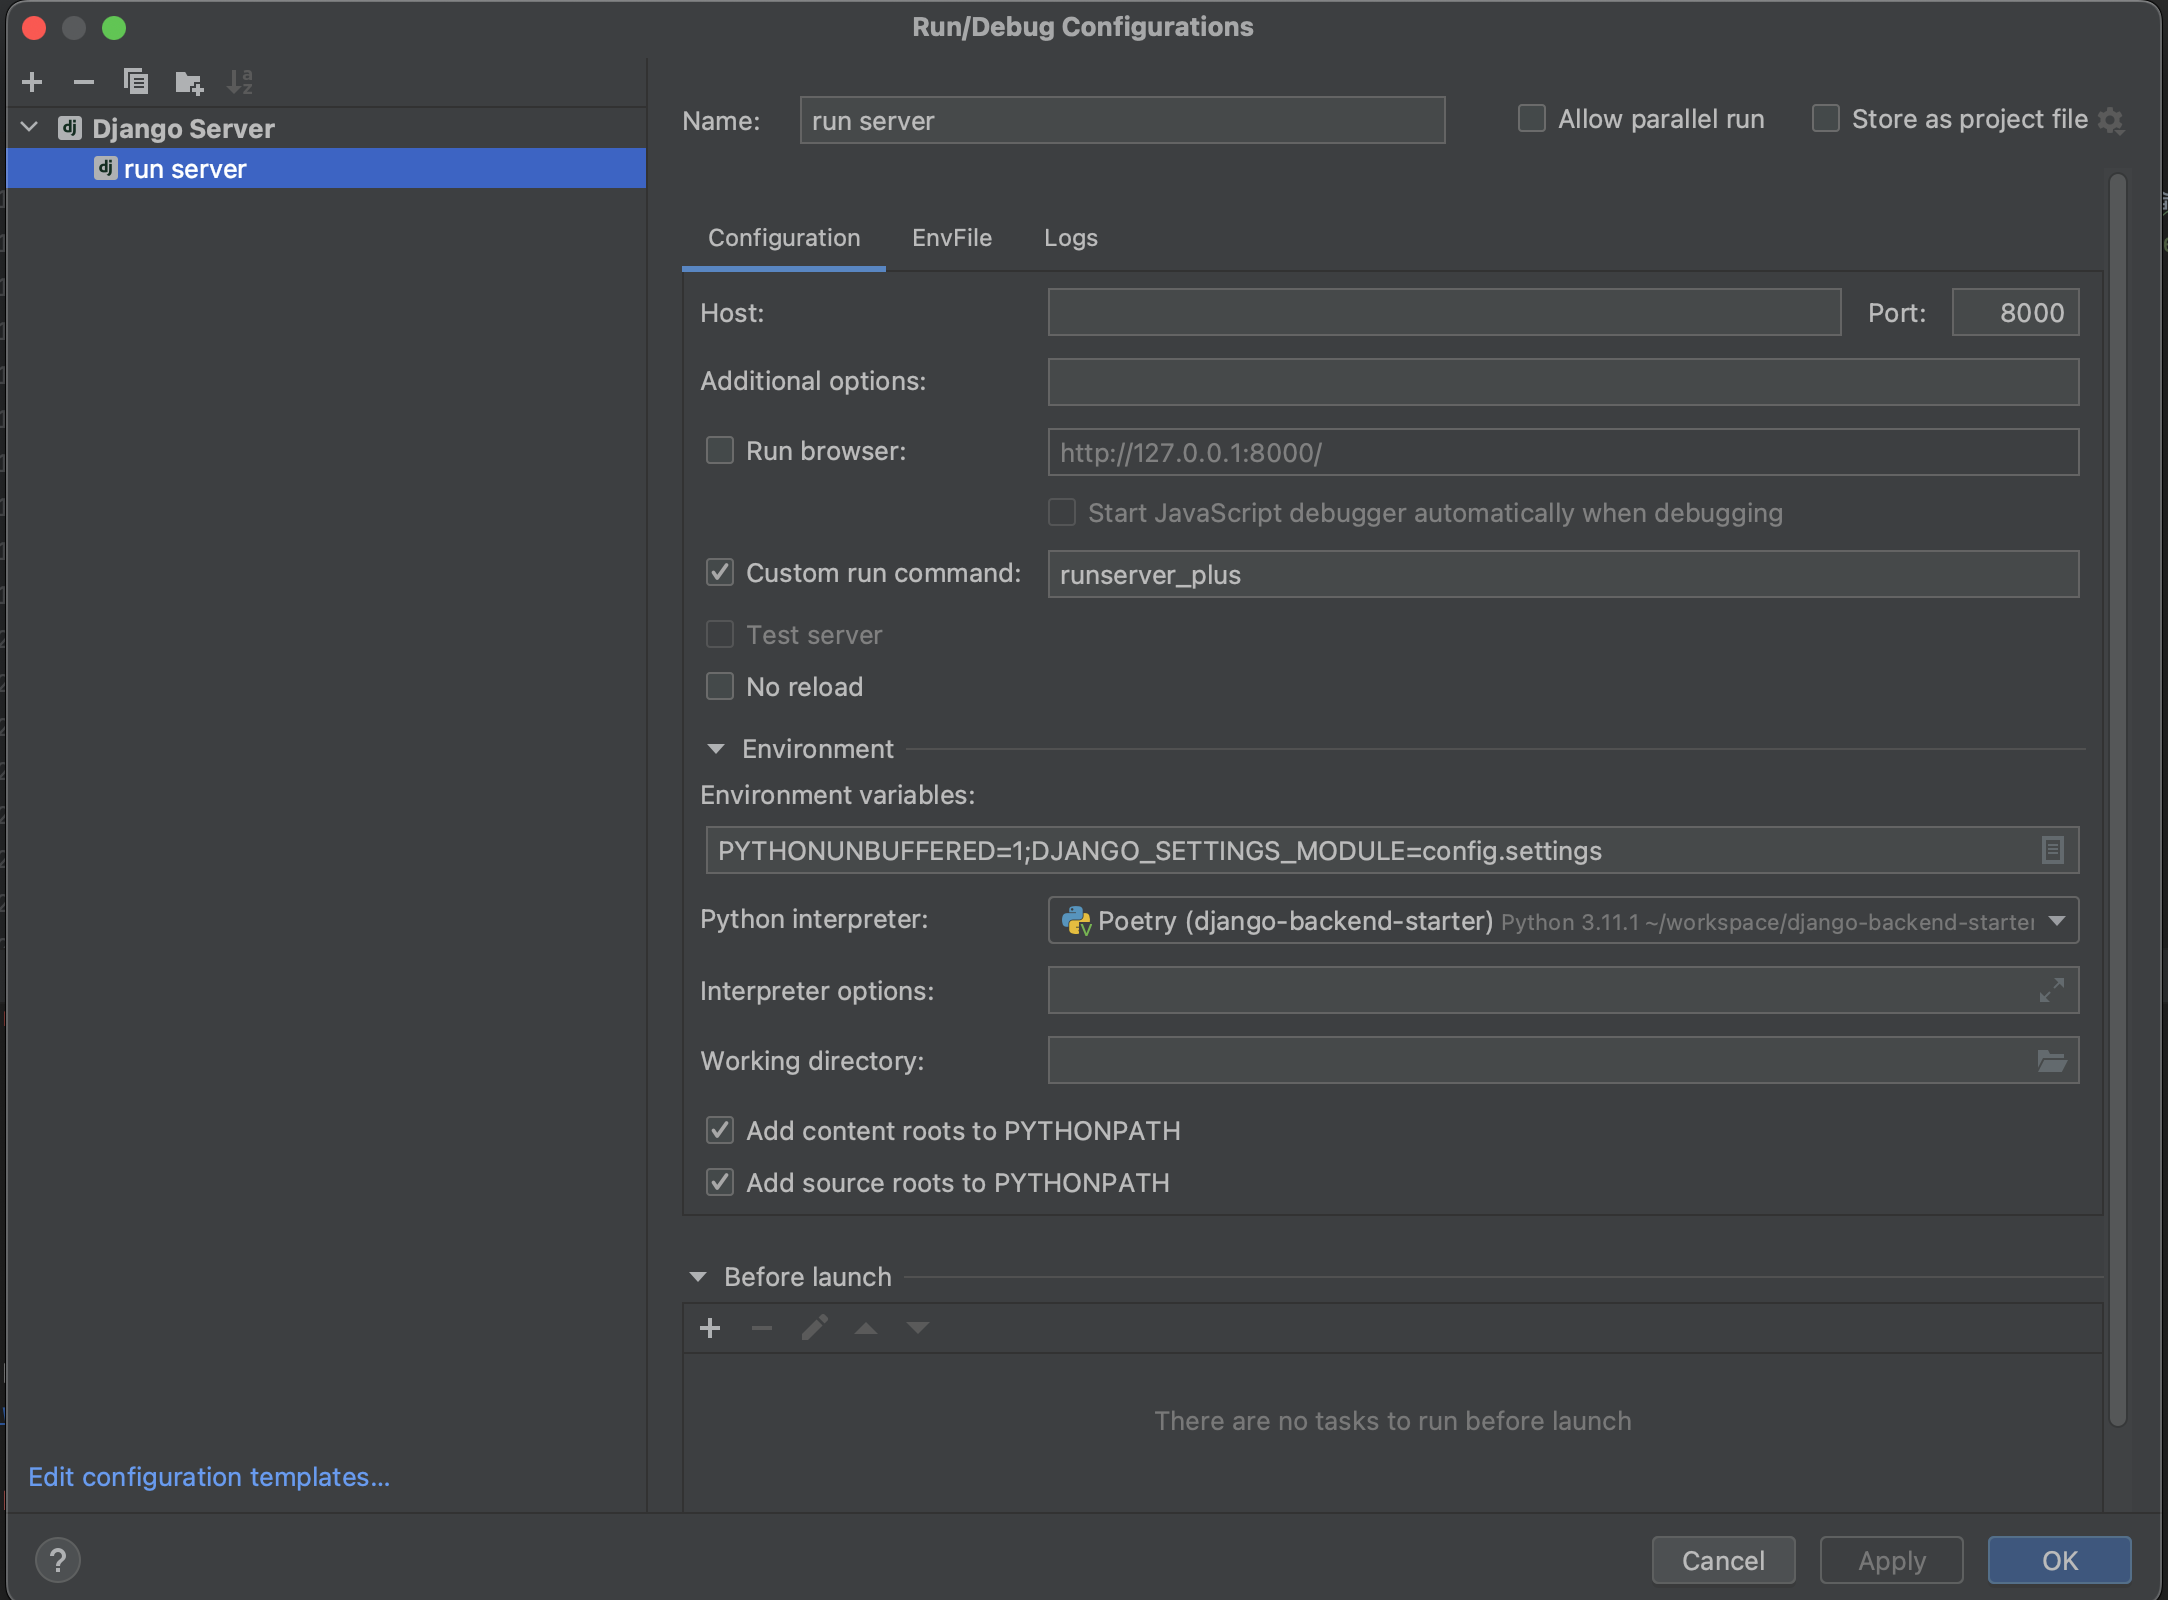 Run/Debug Configurations
Django Server
run server
Edit configuration templates...
Name: run server Allow parallel run Store as project file
Configuration EnvFile Logs
Host: Port: 8000
Additional options:
Run browser: http://127.0.0.1:8000/
Start JavaScript debugger automatically when debugging
Custom run command: runserver_plus
Test server
No reload
Environment
Environment variables:
PYTHONUNBUFFERED=1;DJANGO_SETTINGS_MODULE=config.settings
Python interpreter: Poetry (django-backend-starter) Python 3.11.1 ~/workspace/django-backend-starter
Interpreter options:
Working directory:
Add content roots to PYTHONPATH
Add source roots to PYTHONPATH
Before launch
There are no tasks to run before launch
? Cancel Apply OK